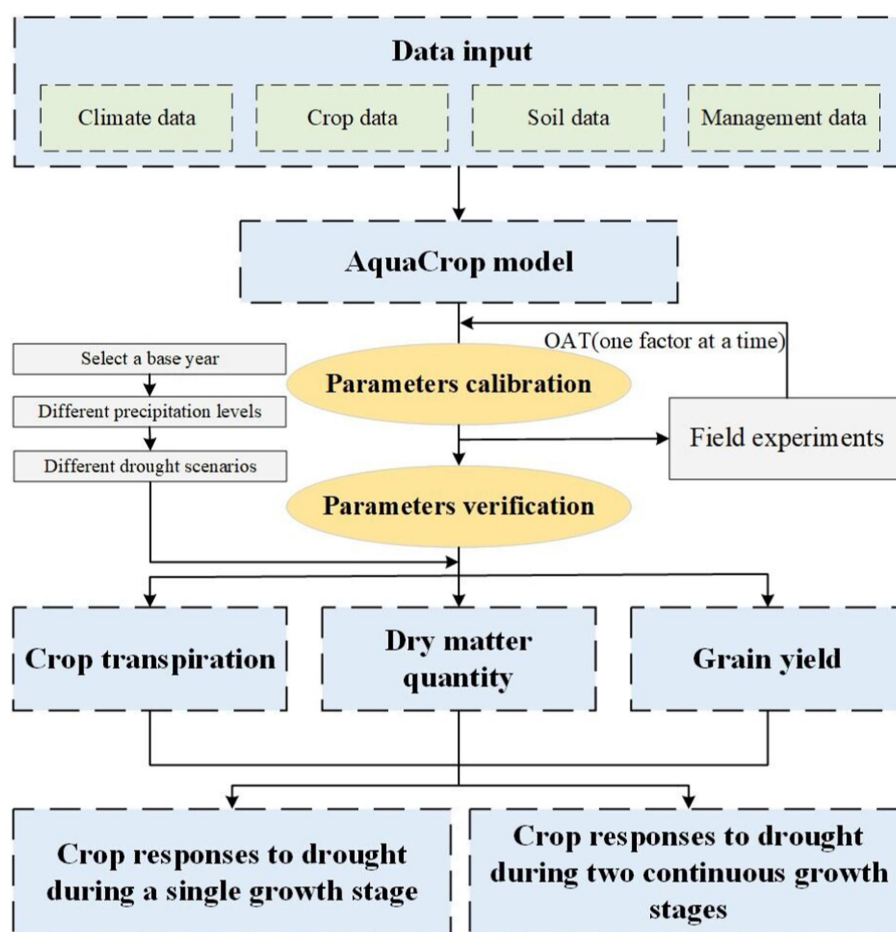 Data input
Climate data
Crop data
Soil data
Management data
AquaCrop model
OAT(one factor at a time)
Select a base year
Parameters calibration
Different precipitation levels
Field experiments
Different drought scenarios
Parameters verification
Crop transpiration
Dry matter
quantity
Grain yield
Crop responses to drought
during a single growth stage
Crop responses to drought
during two continuous growth
stages